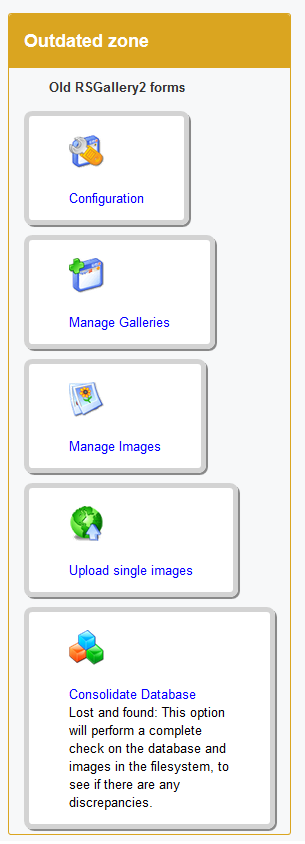 Outdated zone
Old RSGallery2 forms
Configuration
Manage Galleries
Manage Images
Upload single images
Consolidate Database
Lost and found: This option
will perform a complete
check on the database and
images in the filesystem, to
see if there are any
discrepancies.